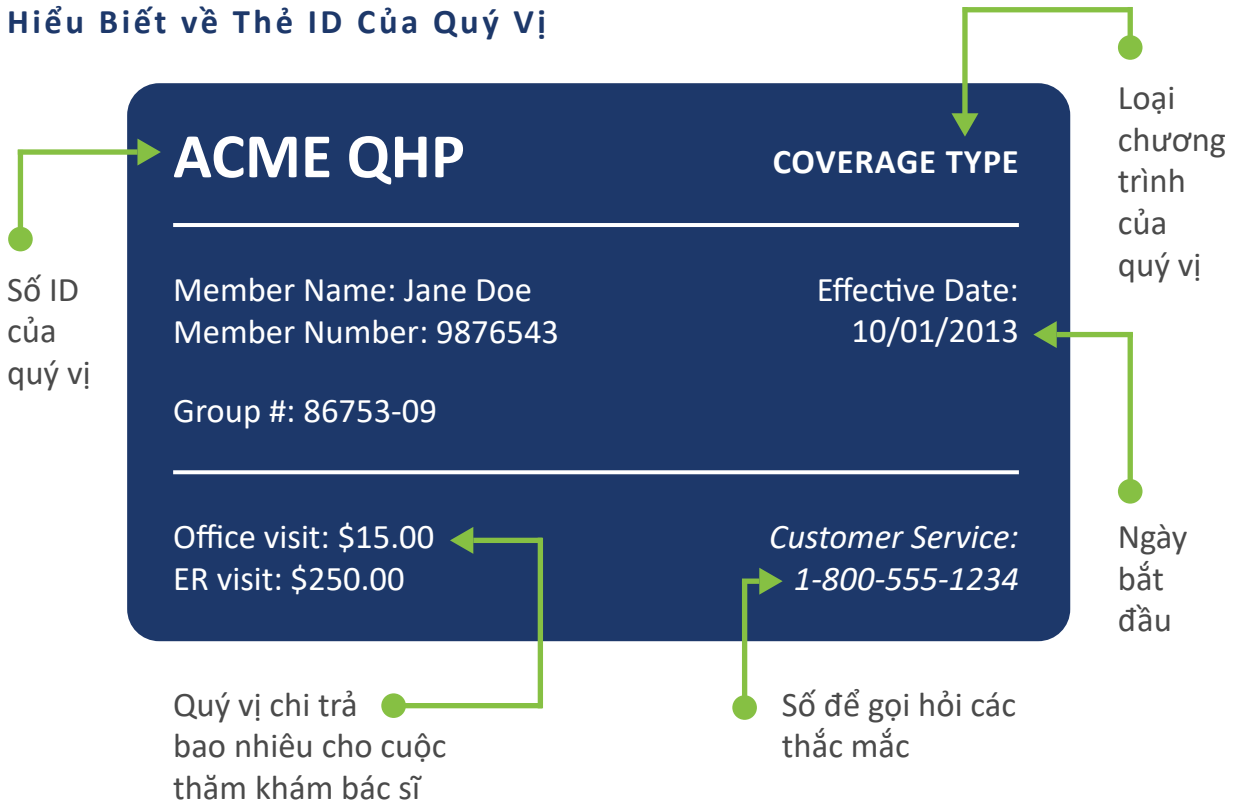 Hiểu Biết về Thẻ ID Của Quý Vị
Loại
chương
trình
của
quý vị
ACME QHP
COVERAGE TYPE
Số ID
của
quý vị
Member Name: Jane Doe
Member Number: 9876543
Effective Date:
10/01/2013
Group #: 86753-09
Office visit: $15.00
ER visit: $250.00
Customer Service:
1-800-555-1234
Ngày
bắt
đầu
Quý vị chi trả
bao nhiêu cho cuộc
thăm khám bác sĩ
Số để gọi hỏi các
thắc mắc